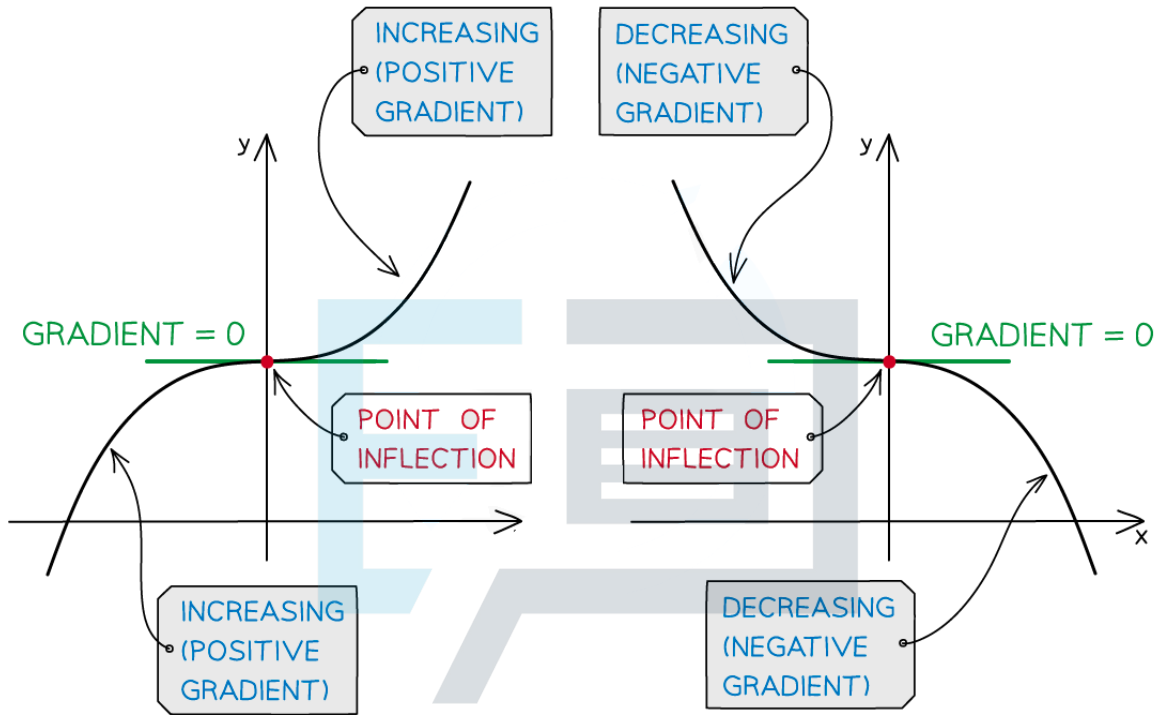 INCREASING
(POSITIVE
GRADIENT)
DECREASING
(NEGATIVE
GRADIENT)
y
y
GRADIENT = 0
GRADIENT = 0
POINT OF
INFLECTION
POINT OF
INFLECTION
x
INCREASING
(POSITIVE
GRADIENT)
DECREASING
(NEGATIVE
GRADIENT)